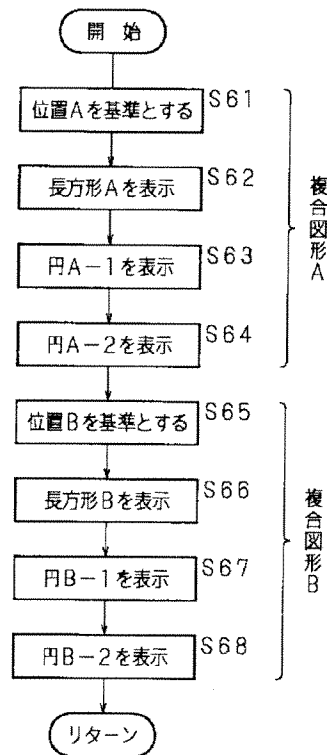 開始
位置Aを基準とする S61
長方形Aを表示 S62
円A－1を表示 S63
円A－2を表示 S64
複合図形A
位置Bを基準とする S65
長方形Bを表示 S66
円B－1を表示 S67
円B－2を表示 S68
複合図形B
リターン